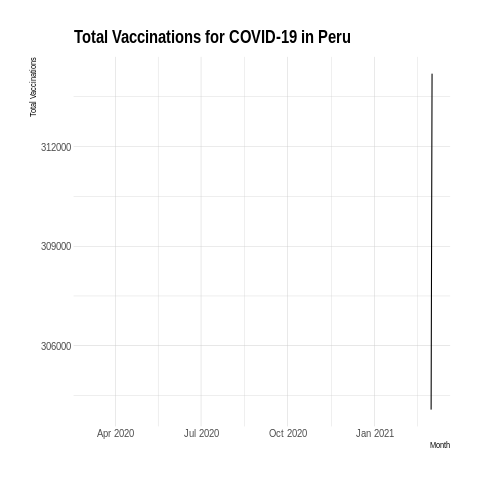 Total Vaccinations for COVID-19 in Peru
Total Vaccinations
312000
309000
306000
Apr 2020 Jul 2020 Oct 2020 Jan 2021
Month